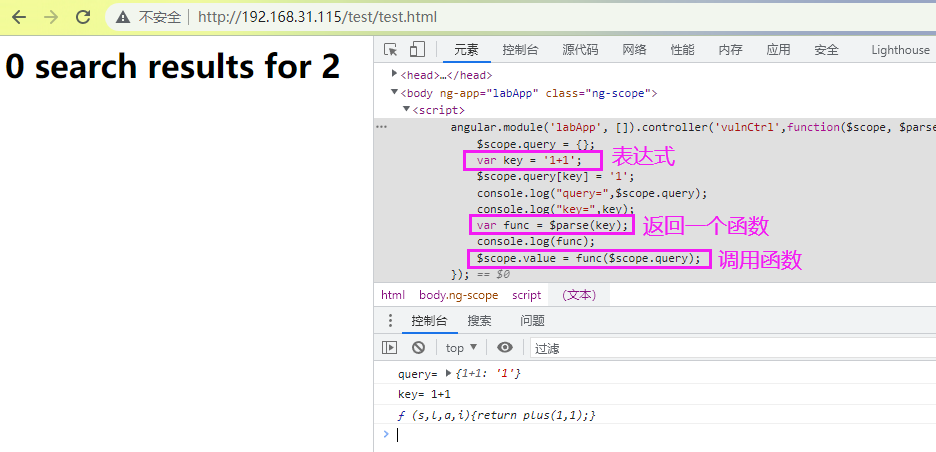 不安全 | http://192.168.31.115/test/test.html
0 search results for 2
元素 控制台 源代码 网络 性能 内存 应用 安全 Lighthouse
<head>…</head>
<body ng-app="labApp" class="ng-scope">
<script>
angular.module('labApp', []).controller('vulnCtrl',function($scope, $parse
$scope.query = {};
var key = '1+1'; 表达式
$scope.query[key] = '1';
console.log("query=",$scope.query);
console.log("key=",key);
var func = $parse(key); 返回一个函数
console.log(func);
$scope.value = func($scope.query); 调用函数
}); == $0
html body.ng-scope script (文本)
控制台 搜索 问题
top 过滤
query= {1+1: '1'}
key= 1+1
ƒ (s,l,a,i){return plus(1,1);}